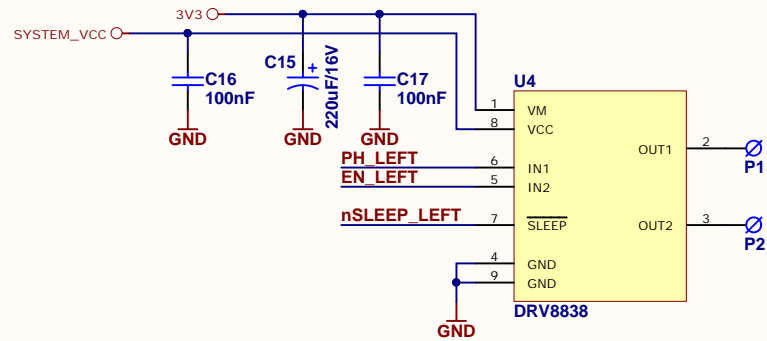 3V3
SYSTEM_VCC
C16
100nF
GND
C15
+
220uF/16V
GND
C17
100nF
GND
U4
1
VM
8
VCC
PH_LEFT
6
IN1
EN_LEFT
5
IN2
nSLEEP_LEFT
7
SLEEP
4
GND
9
GND
GND
OUT1
2
P1
OUT2
3
P2
DRV8838